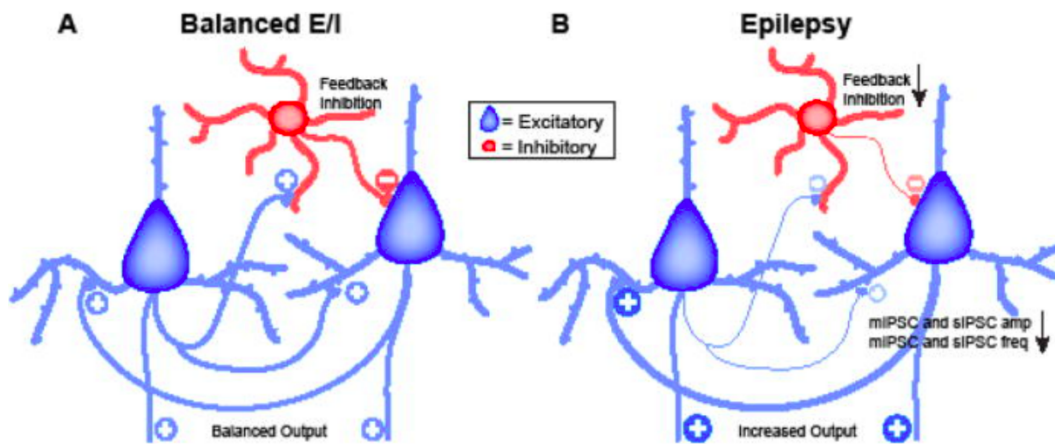 A
Balanced E/I
Feedback
Inhibition
= Excitatory
= Inhibitory
Balanced Output
B
Epilepsy
Feedback
Inhibition
mIPSC and sIPSC amp
mIPSC and sIPSC freq
Increased Output